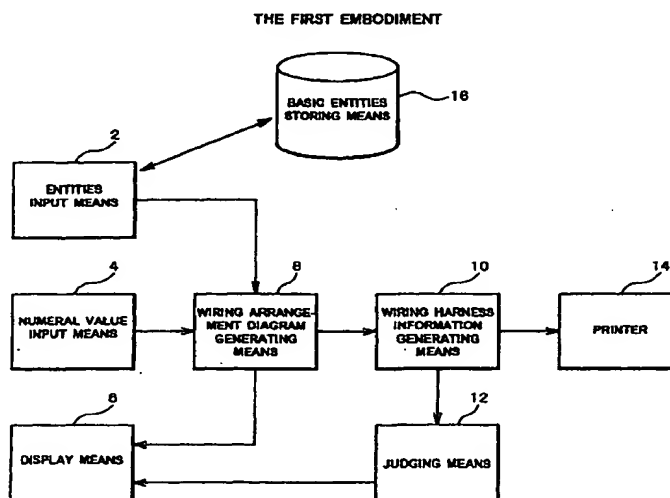 THE FIRST EMBODIMENT
BASIC ENTITIES
STORING MEANS
16
2
ENTITIES
INPUT MEANS
4
NUMERAL VALUE
INPUT MEANS
8
WIRING ARRANGE-
MENT DIAGRAM
GENERATING
MEANS
10
WIRING HARNESS
INFORMATION
GENERATING
MEANS
14
PRINTER
6
DISPLAY MEANS
12
JUDGING MEANS